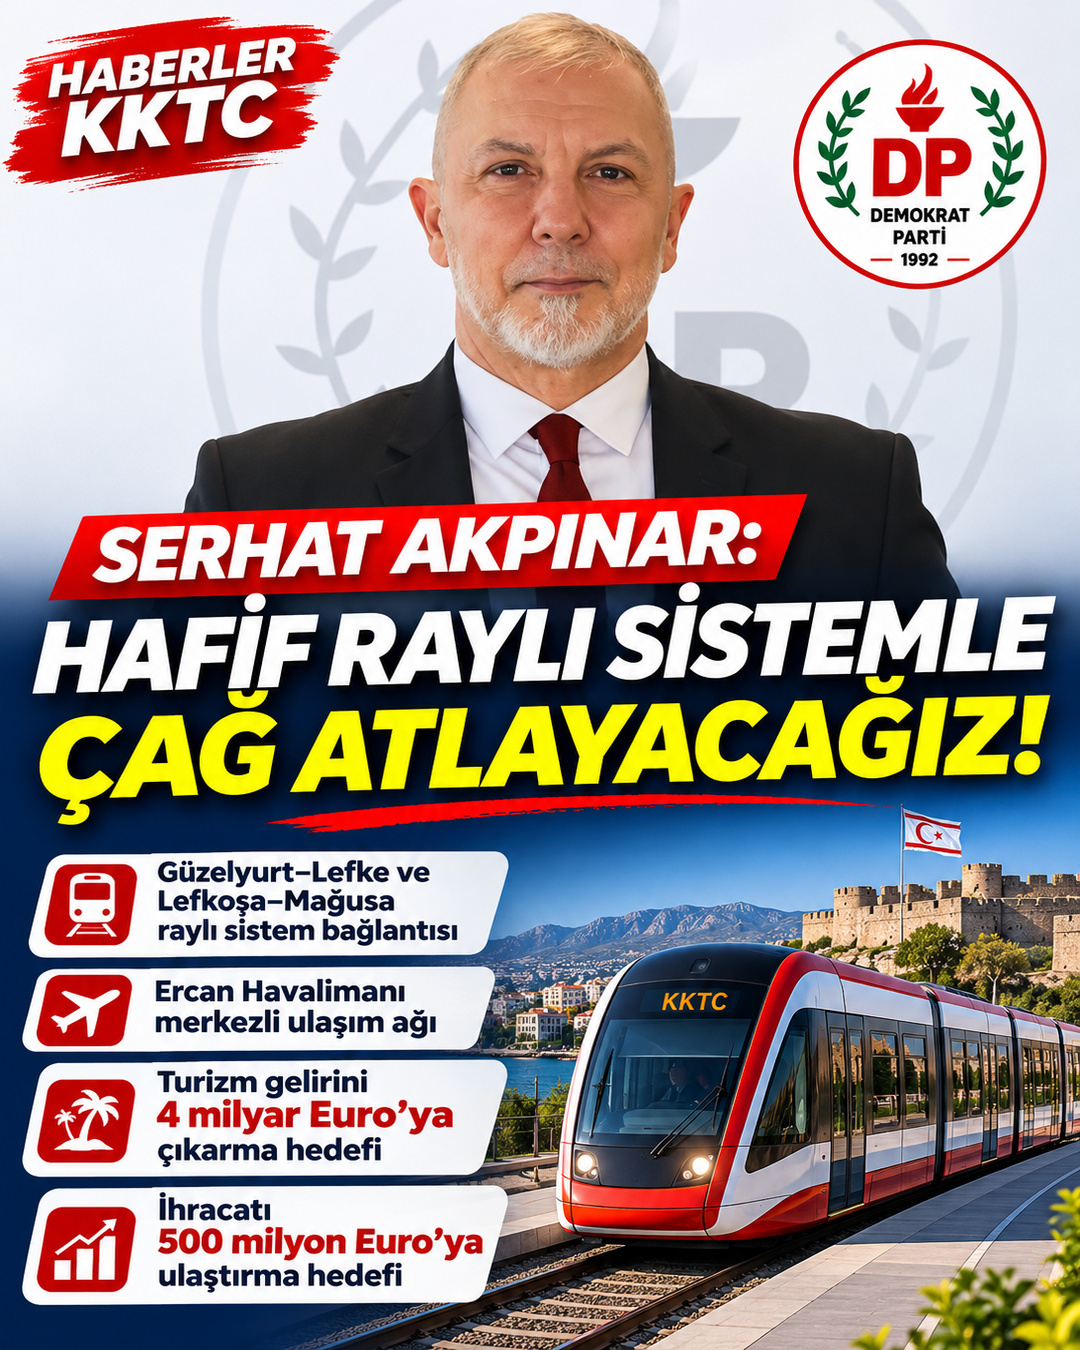 HABERLER
KKTC
DP
DEMOKRAT
PARTİ
1992
SERHAT AKPINAR:
HAFİF RAYLI SİSTEMLE
ÇAĞ ATLAYACAĞIZ!
Güzelyurt–Lefke ve
Lefkoşa–Mağusa
raylı sistem bağlantısı
Ercan Havalimanı
merkezli ulaşım ağı
Turizm gelirini
4 milyar Euro'ya
çıkarma hedefi
İhracatı
500 milyon Euro'ya
ulaştırma hedefi
KKTC